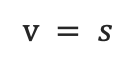 v = s